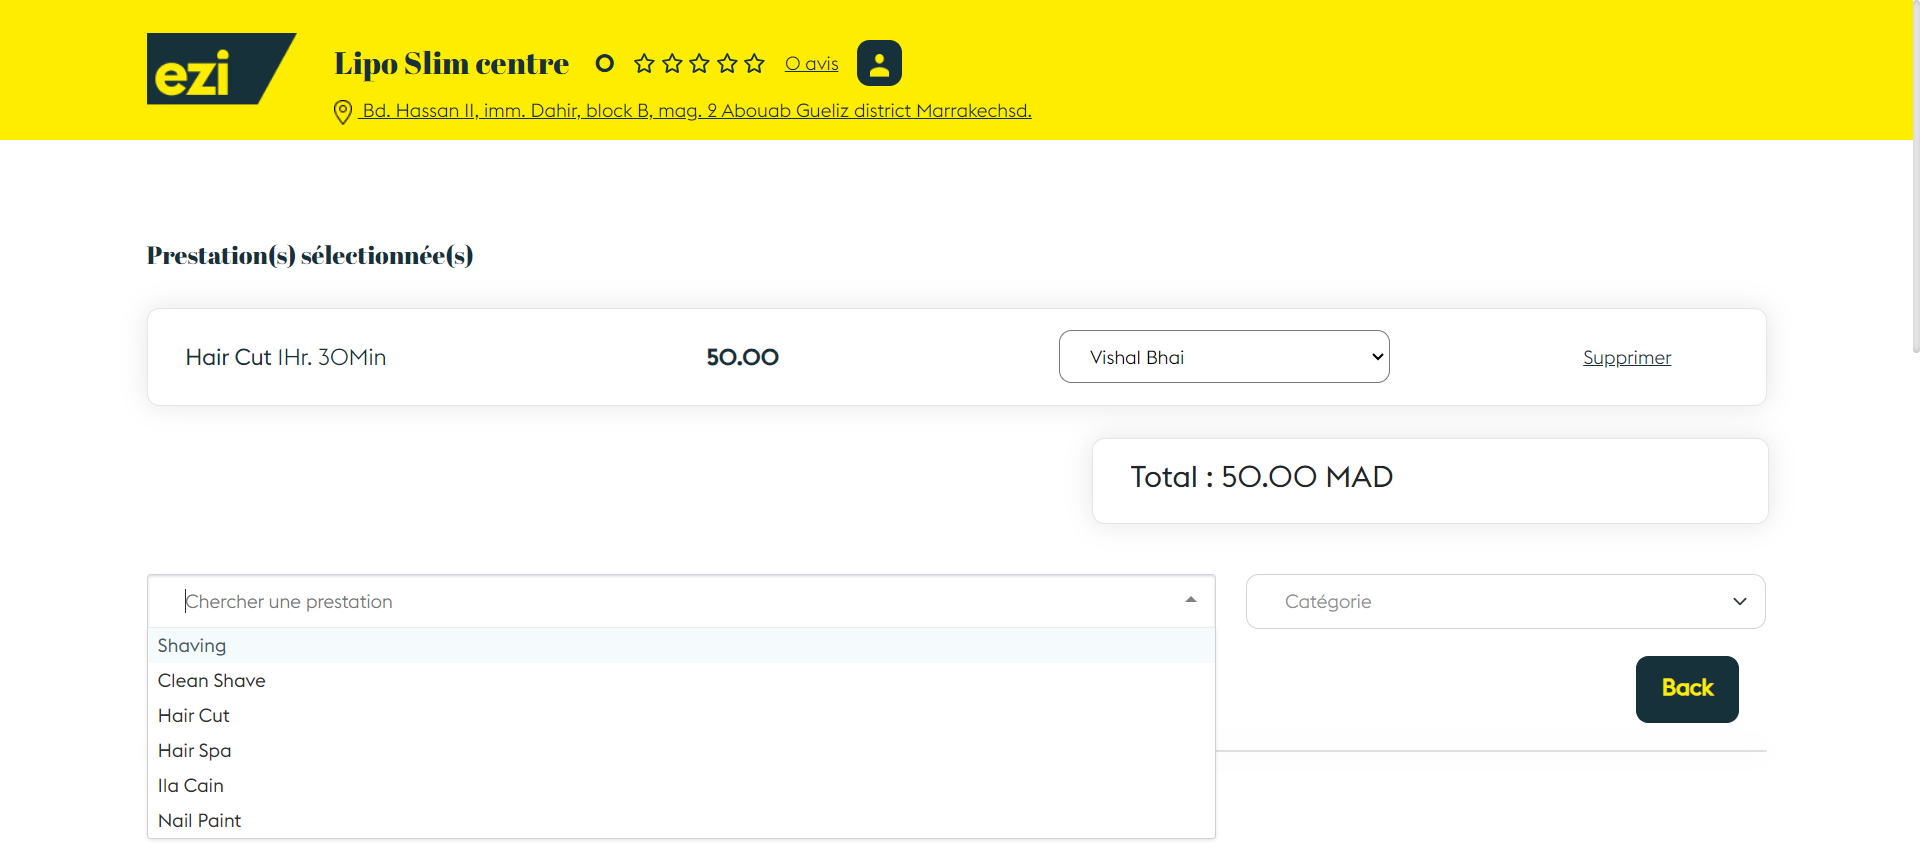 ezi
Lipo Slim centre 0 0 avis
Bd. Hassan II, imm. Dahir, block B, mag. 2 Abouab Gueliz district Marrakechsd.
Prestation(s) sélectionnée(s)
Hair Cut 1Hr. 30Min 50.00 Vishal Bhai Supprimer
Total : 50.00 MAD
Chercher une prestation Catégorie
Shaving
Clean Shave
Back
Hair Cut
Hair Spa
Ila Cain
Nail Paint